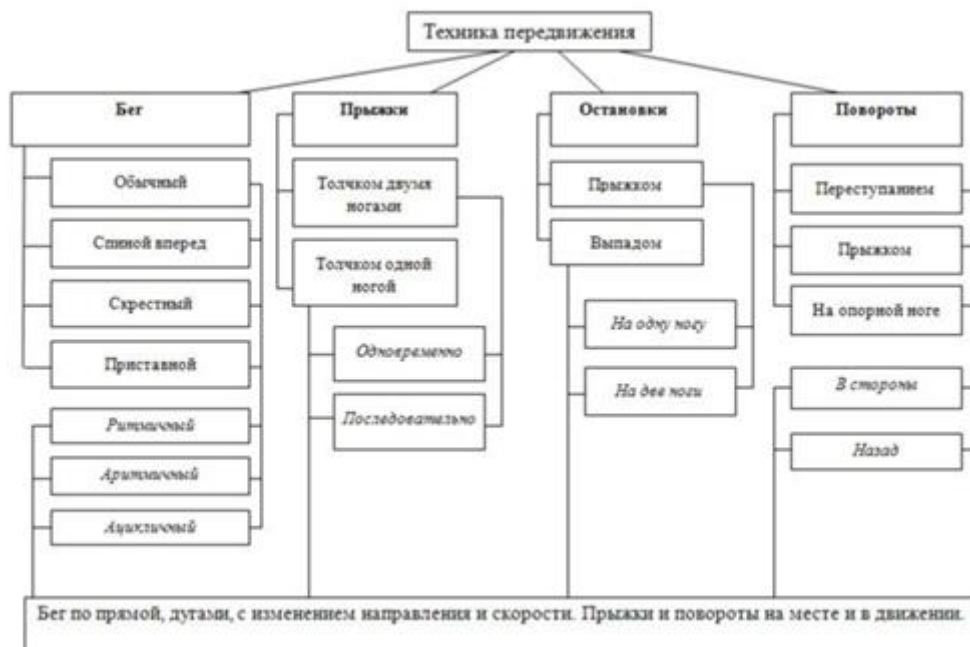 Техника передвижения
Бег
Прыжки
Остановки
Повороты
Обычный
Спиной вперед
Скрестный
Приставной
Ритмичный
Аритмичный
Ацикличный
Толчком двумя
ногами
Толчком одной
ногой
Одновременно
Последовательно
Прыжком
Выпадом
На одну ногу
На две ноги
Переступанием
Прыжком
На опорной ноге
В стороны
Назад
Бег по прямой, дугами, с изменением направления и скорости. Прыжки и повороты на месте и в движении.